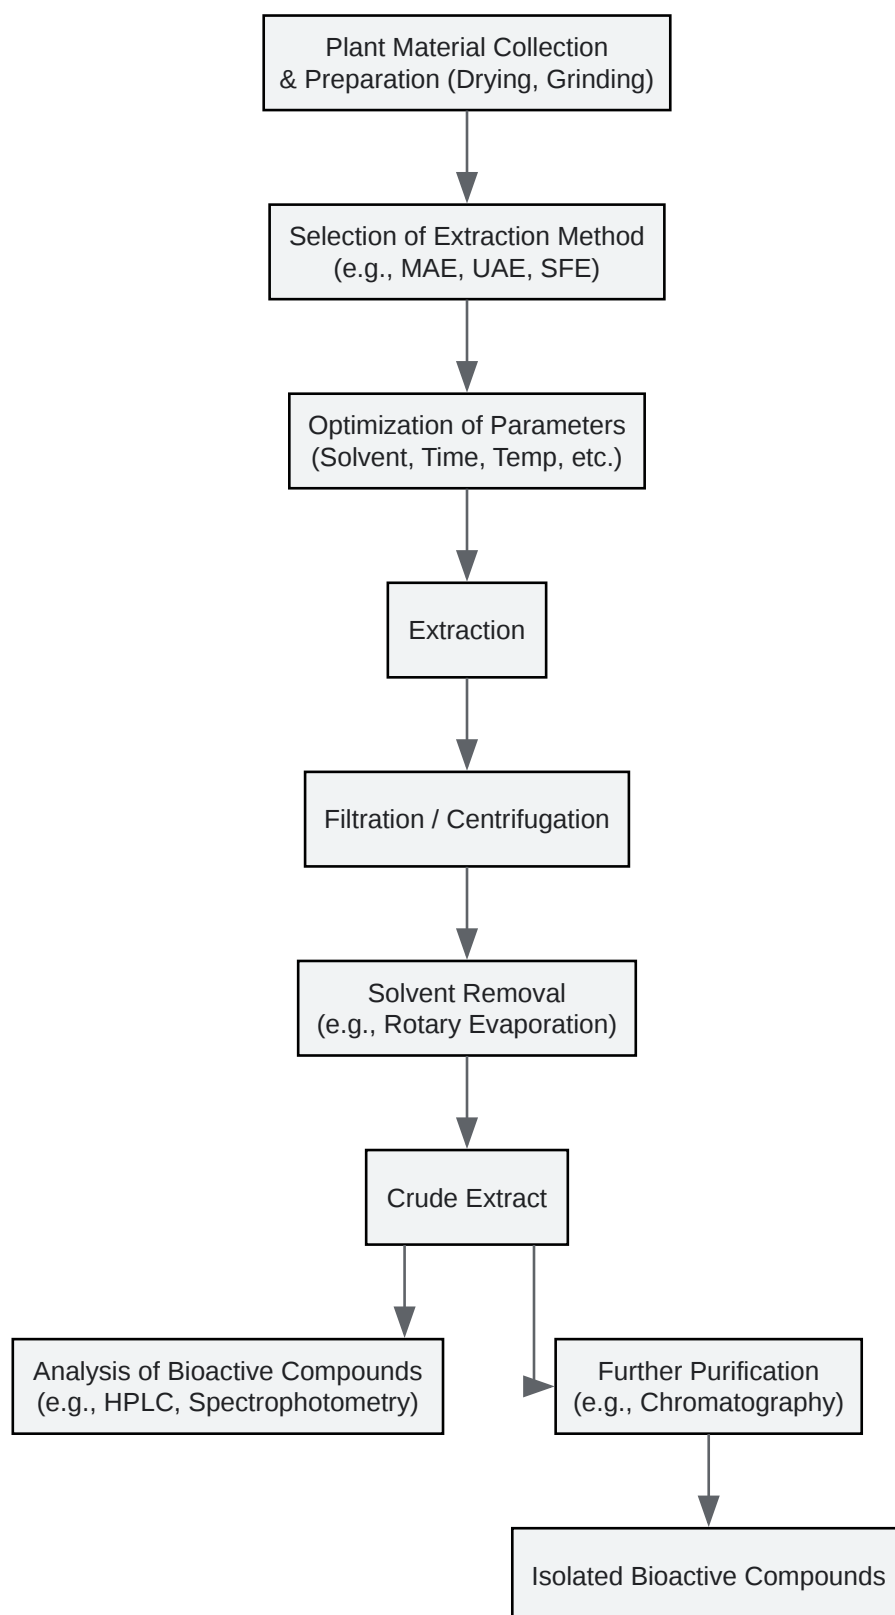 Plant Material Collection
& Preparation (Drying, Grinding)
Selection of Extraction Method
(e.g., MAE, UAE, SFE)
Optimization of Parameters
(Solvent, Time, Temp, etc.)
Extraction
Filtration / Centrifugation
Solvent Removal
(e.g., Rotary Evaporation)
Crude Extract
Analysis of Bioactive Compounds
(e.g., HPLC, Spectrophotometry)
Further Purification
(e.g., Chromatography)
Isolated Bioactive Compounds